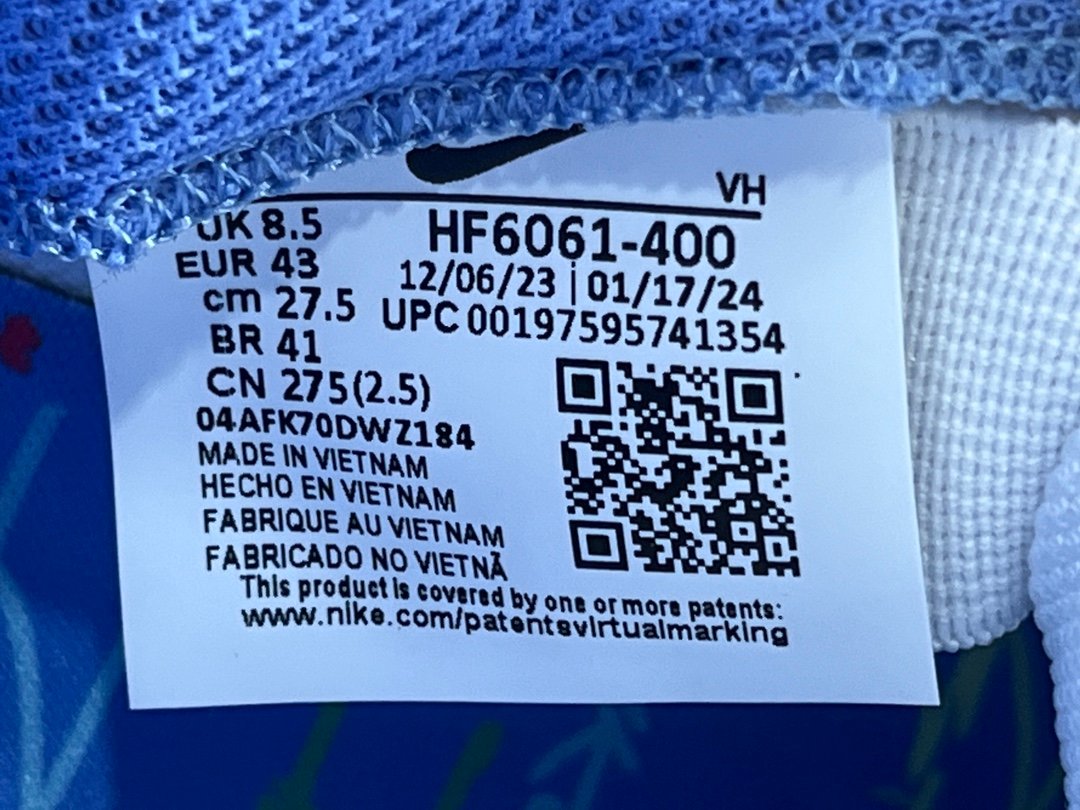 VH
UK 8.5
HF6061-400
EUR 43
12/06/23 | 01/17/24
cm 27.5
UPC 00197595741354
BR 41
CN 275(2.5)
04AFK70DWZ184
MADE IN VIETNAM
HECHO EN VIETNAM
FABRIQUE AU VIETNAM
FABRICADO NO VIETNÃ
This product is covered by one or more patents:
www.nike.com/patentsvirtualmarking